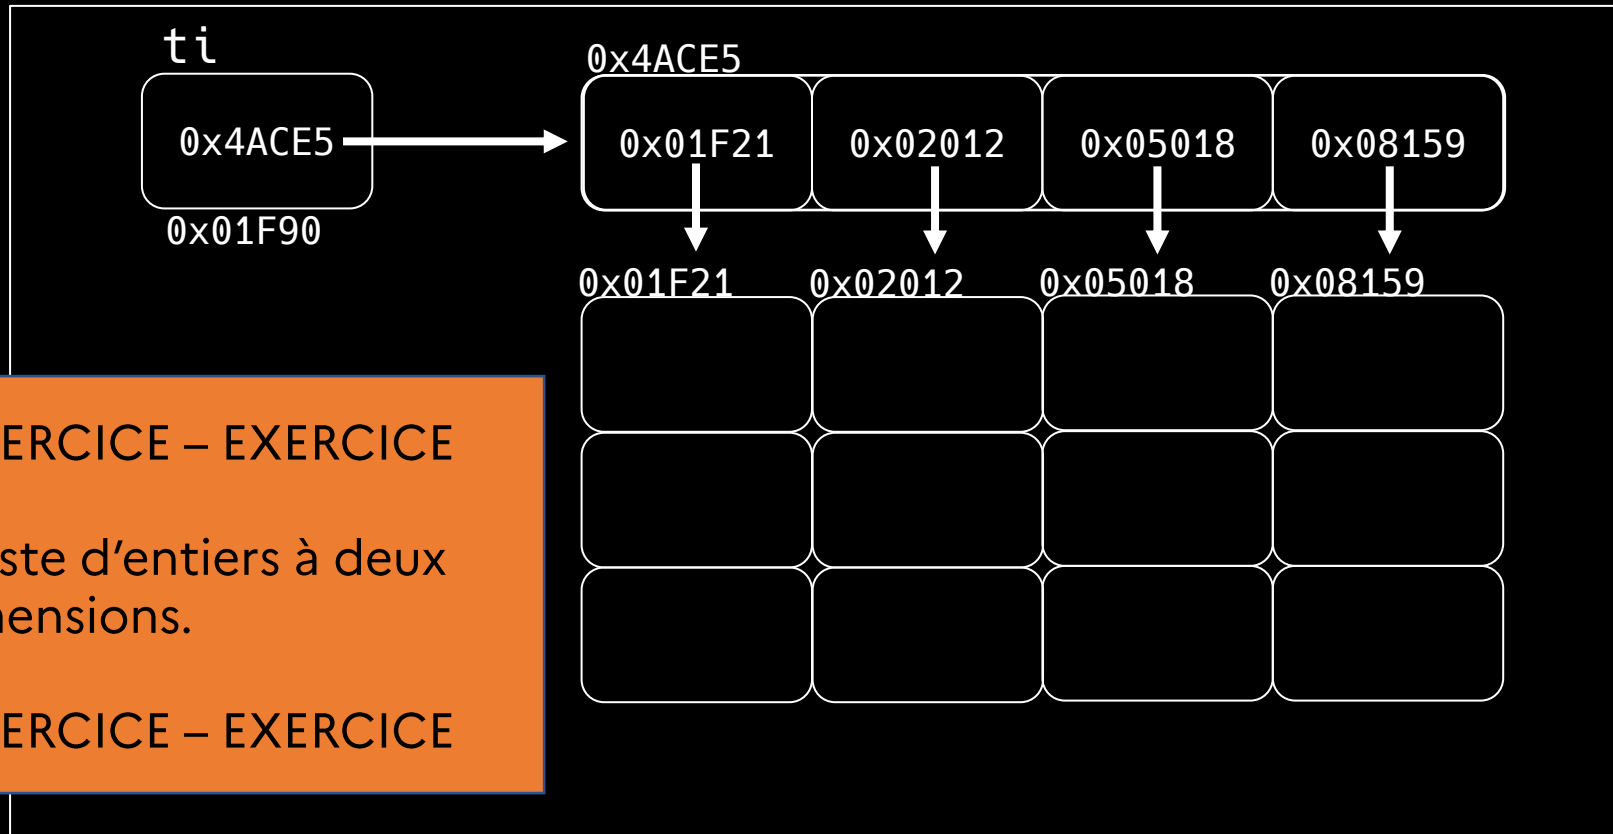 ti
0x4ACE5
0x4ACE5
0x01F21 0x02012 0x05018 0x08159
0x01F90
0x01F21 0x02012 0x05018 0x08159
ERCICE – EXERCICE
ste d'entiers à deux
ensions.
ERCICE – EXERCICE